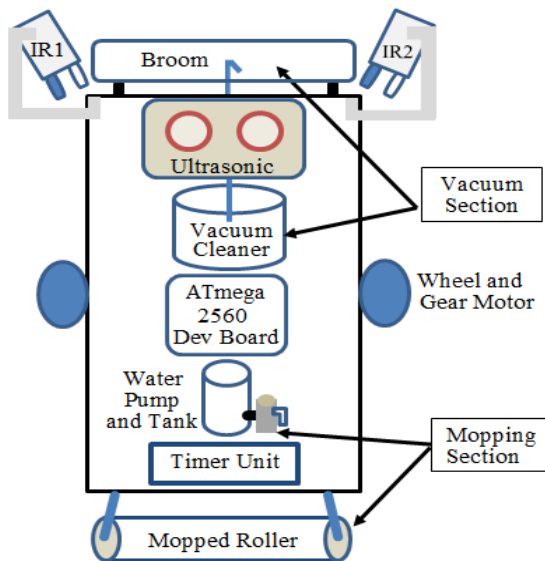 IR1
Broom
IR2
Ultrasonic
Vacuum
Section
Vacuum
Cleaner
ATmega
2560
Dev Board
Wheel and
Gear Motor
Water
Pump
and Tank
Mopping
Section
Timer Unit
Mopped Roller